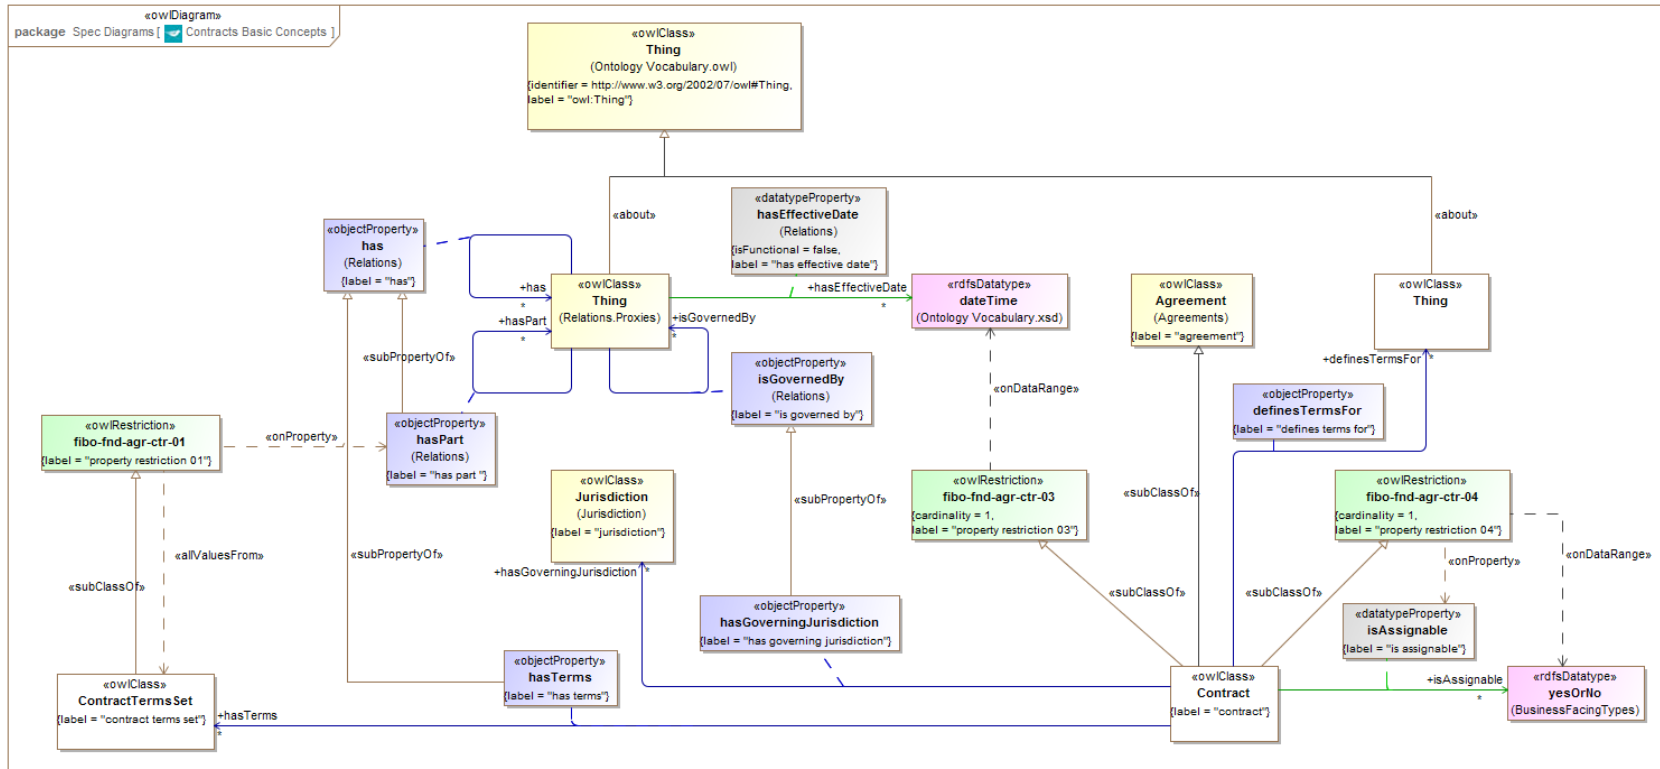 «owlDiagram»
package Spec Diagrams [ Contracts Basic Concepts ]
«owlClass»
Thing
(Ontology Vocabulary.owl)
{identifier = http://www.w3.org/2002/07/owl#Thing,
label = "owl:Thing"}
«about»
«about»
«datatypeProperty»
hasEffectiveDate
(Relations)
{isFunctional = false,
label = "has effective date"}
«objectProperty»
has
(Relations)
{label = "has"}
+has
*
«owlClass»
Thing
(Relations.Proxies)
+hasEffectiveDate
*
«rdfsDatatype»
dateTime
(Ontology Vocabulary.xsd)
«owlClass»
Agreement
(Agreements)
{label = "agreement"}
«owlClass»
Thing
+hasPart
*
+isGovernedBy
*
«subPropertyOf»
+definesTermsFor
*
«objectProperty»
isGovernedBy
(Relations)
{label = "is governed by"}
«onDataRange»
«objectProperty»
definesTermsFor
{label = "defines terms for"}
«owlRestriction»
fibo-fnd-agr-ctr-01
{label = "property restriction 01"}
«onProperty»
«objectProperty»
hasPart
(Relations)
{label = "has part "}
«owlClass»
Jurisdiction
(Jurisdiction)
{label = "jurisdiction"}
«subPropertyOf»
«owlRestriction»
fibo-fnd-agr-ctr-03
{cardinality = 1,
label = "property restriction 03"}
«subClassOf»
«owlRestriction»
fibo-fnd-agr-ctr-04
{cardinality = 1,
label = "property restriction 04"}
«allValuesFrom»
«subPropertyOf»
«onDataRange»
«onProperty»
+hasGoverningJurisdiction
*
«subClassOf»
«subClassOf»
«subClassOf»
«objectProperty»
hasGoverningJurisdiction
{label = "has governing jurisdiction"}
«datatypeProperty»
isAssignable
{label = "is assignable"}
«objectProperty»
hasTerms
{label = "has terms"}
«owlClass»
ContractTermsSet
{label = "contract terms set"}
+hasTerms
*
«owlClass»
Contract
{label = "contract"}
+isAssignable
*
«rdfsDatatype»
yesOrNo
(BusinessFacingTypes)